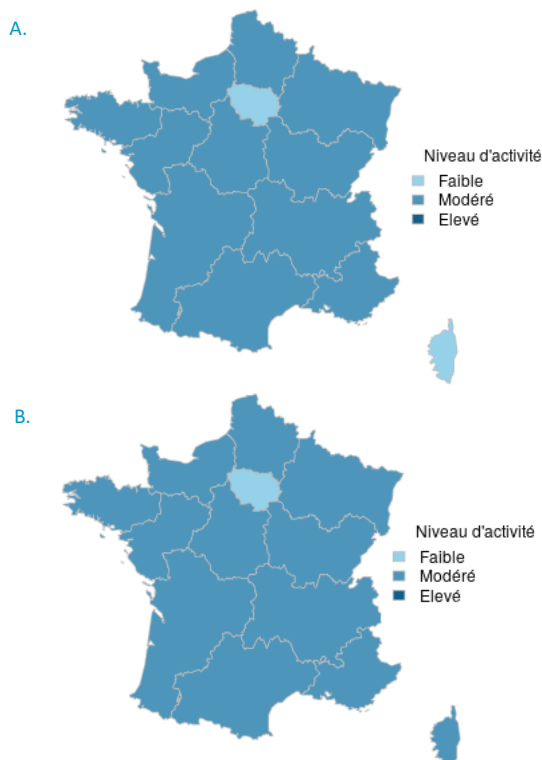 A.
Niveau d'activité
Faible
Modéré
Elevé
B.
Niveau d'activité
Faible
Modéré
Elevé